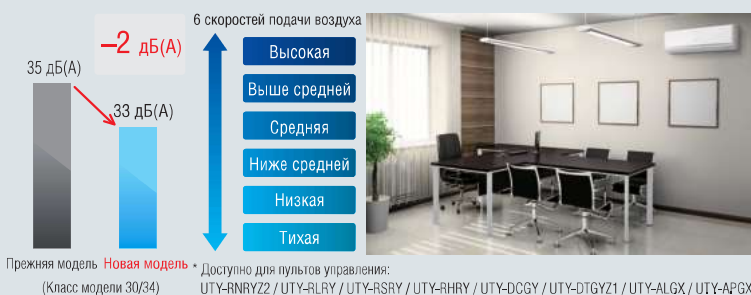 –2 дБ(А)
35 дБ(А)
33 дБ(А)
Прежняя модель Новая модель
(Класс модели 30/34)
6 скоростей подачи воздуха
Высокая
Выше средней
Средняя
Ниже средней
Низкая
Тихая
* Доступно для пультов управления:
UTY-RNRYZ2 / UTY-RLRY / UTY-RSRY / UTY-RHRY / UTY-DCGY / UTY-DTGYZ1 / UTY-ALGX / UTY-APGX